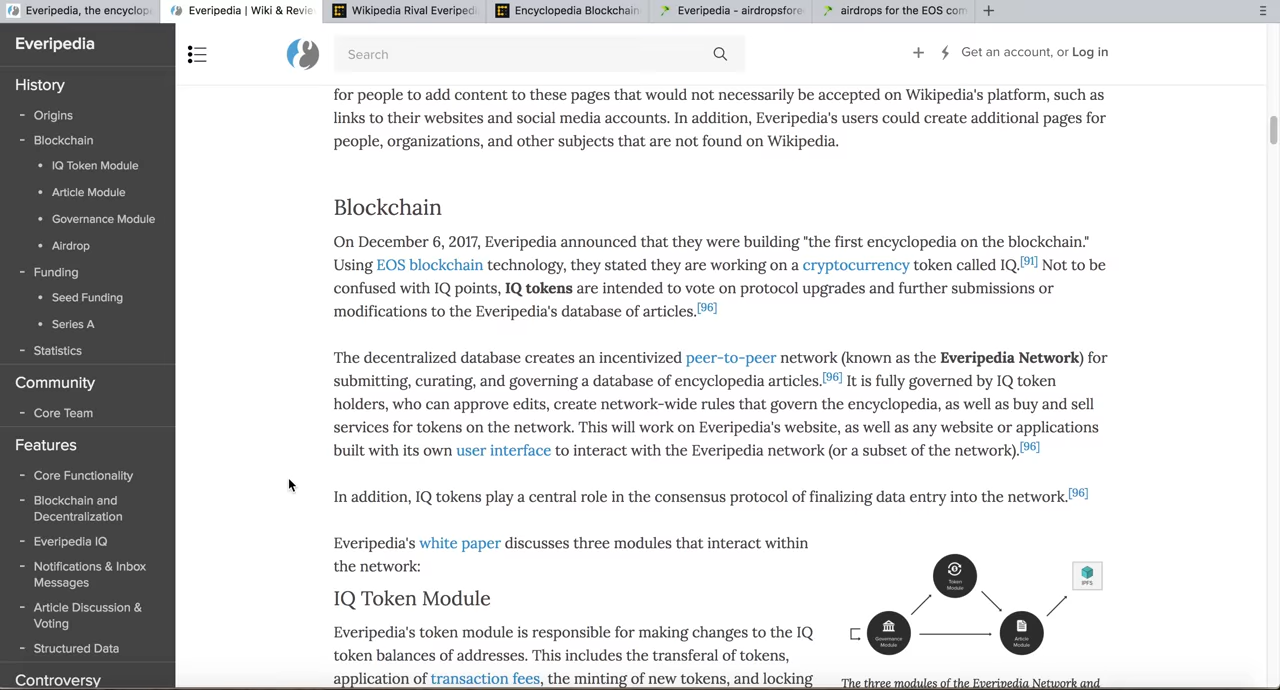 Everipedia, the encyclope
Everipedia | Wiki & Revie
Wikipedia Rival Everipedi
Encyclopedia Blockchain
Everipedia - airdropsfore
airdrops for the EOS com
Everipedia
History
- Origins
- Blockchain
• IQ Token Module
• Article Module
• Governance Module
• Airdrop
- Funding
• Seed Funding
• Series A
- Statistics
Community
- Core Team
Features
- Core Functionality
- Blockchain and
Decentralization
- Everipedia IQ
- Notifications & Inbox
Messages
- Article Discussion &
Voting
- Structured Data
Controversy
Search
Get an account, or Log in
for people to add content to these pages that would not necessarily be accepted on Wikipedia's platform, such as
links to their websites and social media accounts. In addition, Everipedia's users could create additional pages for
people, organizations, and other subjects that are not found on Wikipedia.
Blockchain
On December 6, 2017, Everipedia announced that they were building "the first encyclopedia on the blockchain."
Using EOS blockchain technology, they stated they are working on a cryptocurrency token called IQ.[91] Not to be
confused with IQ points, IQ tokens are intended to vote on protocol upgrades and further submissions or
modifications to the Everipedia's database of articles.[96]
The decentralized database creates an incentivized peer-to-peer network (known as the Everipedia Network) for
submitting, curating, and governing a database of encyclopedia articles.[96] It is fully governed by IQ token
holders, who can approve edits, create network-wide rules that govern the encyclopedia, as well as buy and sell
services for tokens on the network. This will work on Everipedia's website, as well as any website or applications
built with its own user interface to interact with the Everipedia network (or a subset of the network).[96]
In addition, IQ tokens play a central role in the consensus protocol of finalizing data entry into the network.[96]
Everipedia's white paper discusses three modules that interact within
the network:
IQ Token Module
Everipedia's token module is responsible for making changes to the IQ
token balances of addresses. This includes the transferal of tokens,
application of transaction fees, the minting of new tokens, and locking
Token
Module
IPFS
Governance
Module
Article
Module
The three modules of the Everipedia Network and